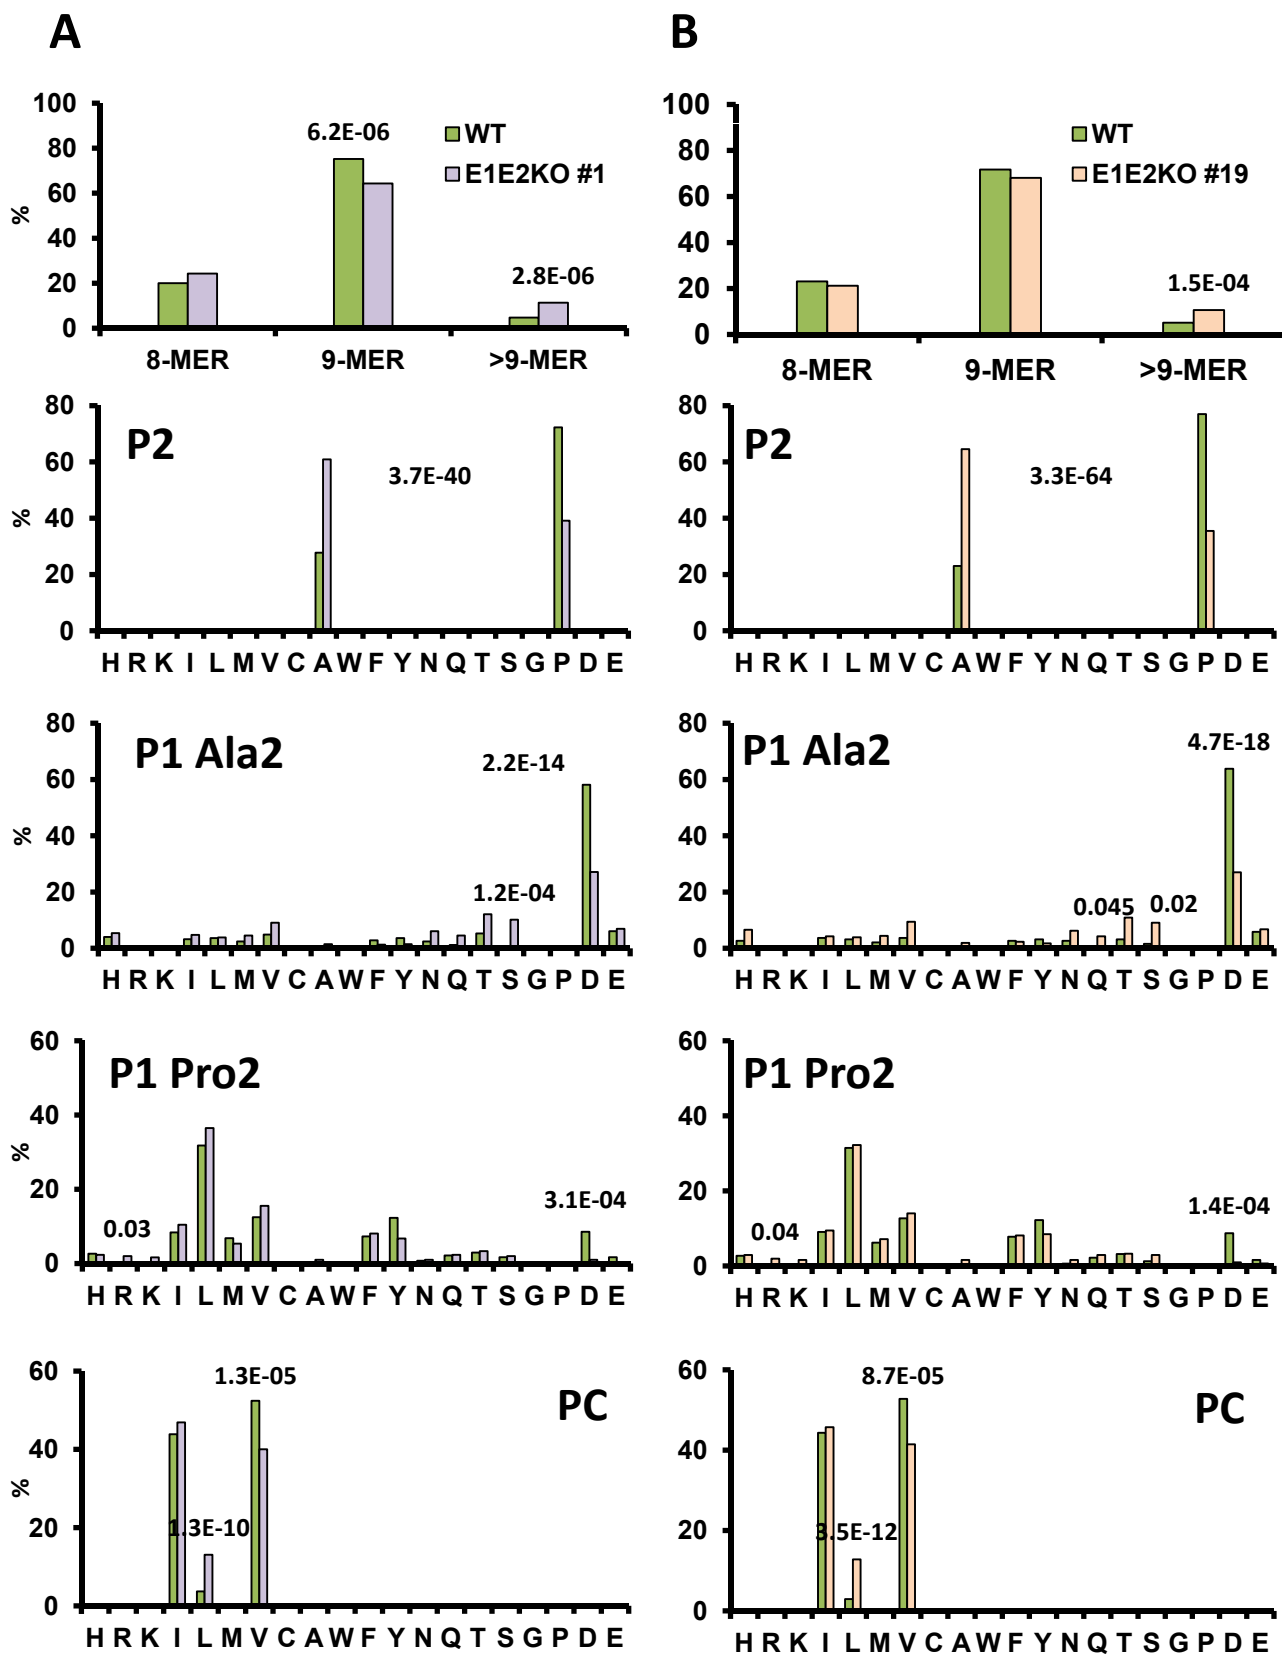 A
B
100
80
60
40
20
0
%
6.2E-06
2.8E-06
WT
E1E2KO #1
8-MER 9-MER >9-MER
100
80
60
40
20
0
1.5E-04
WT
E1E2KO #19
8-MER 9-MER >9-MER
80
60
40
20
0
%
P2
3.7E-40
H R K I L M V C A W F Y N Q T S G P D E
80
60
40
20
0
P2
3.3E-64
H R K I L M V C A W F Y N Q T S G P D E
80
60
40
20
0
%
P1 Ala2
2.2E-14
1.2E-04
H R K I L M V C A W F Y N Q T S G P D E
80
60
40
20
0
P1 Ala2
4.7E-18
0.045 0.02
H R K I L M V C A W F Y N Q T S G P D E
60
40
20
0
%
P1 Pro2
0.03
3.1E-04
H R K I L M V C A W F Y N Q T S G P D E
60
40
20
0
P1 Pro2
0.04
1.4E-04
H R K I L M V C A W F Y N Q T S G P D E
60
40
20
0
%
PC
1.3E-05
1.3E-10
H R K I L M V C A W F Y N Q T S G P D E
60
40
20
0
PC
8.7E-05
3.5E-12
H R K I L M V C A W F Y N Q T S G P D E